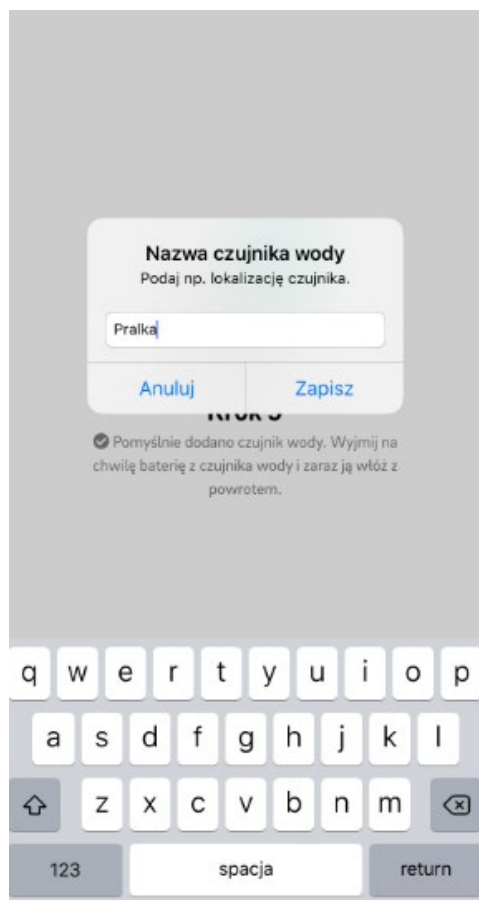 Nazwa czujnika wody
Podaj np. lokalizację czujnika.
Pralka
Anuluj
Zapisz
Pomyślnie dodano czujnik wody. Wyjmij na
chwilę baterię z czujnika wody i zaraz ją włóż z
powrotem.
q w e r t y u i o p
a s d f g h j k l
z x c v b n m
123 spacja return